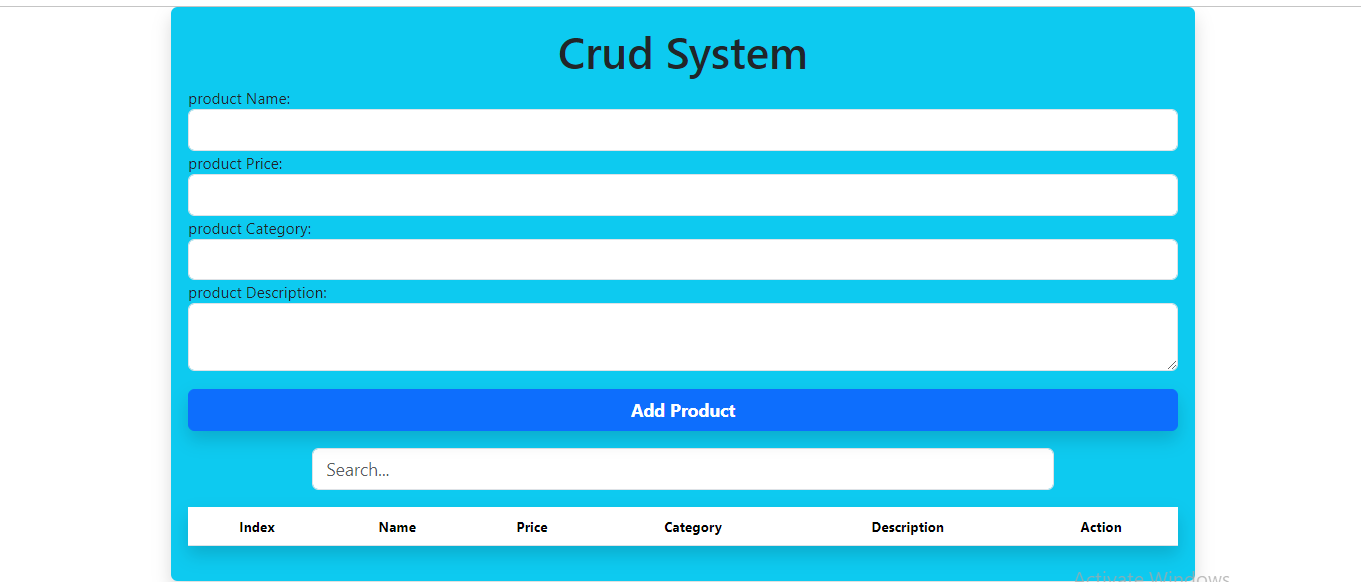 Crud System
product Name:
product Price:
product Category:
product Description:
Add Product
Search...
Index Name Price Category Description Action
Activate Windows